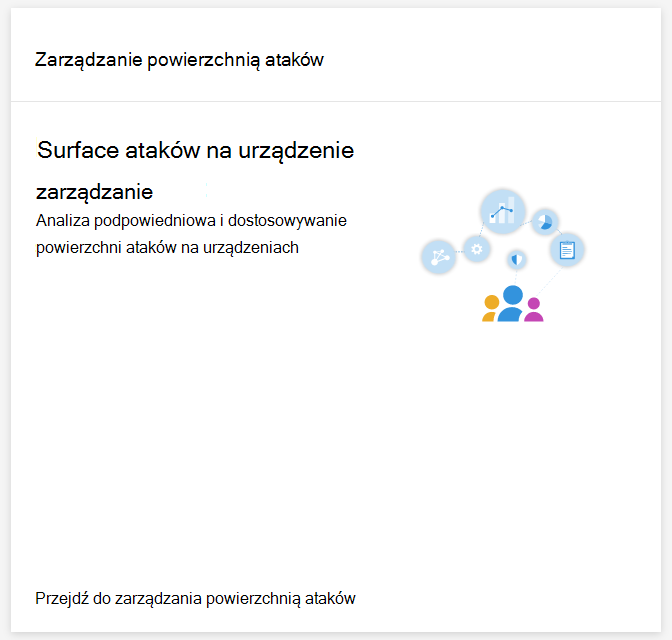 Zarządzanie powierzchnią ataków
Surface ataków na urządzenie
zarządzanie
Analiza podpowiedniowa i dostosowywanie
powierzchni ataków na urządzeniach
Przejdź do zarządzania powierzchnią ataków